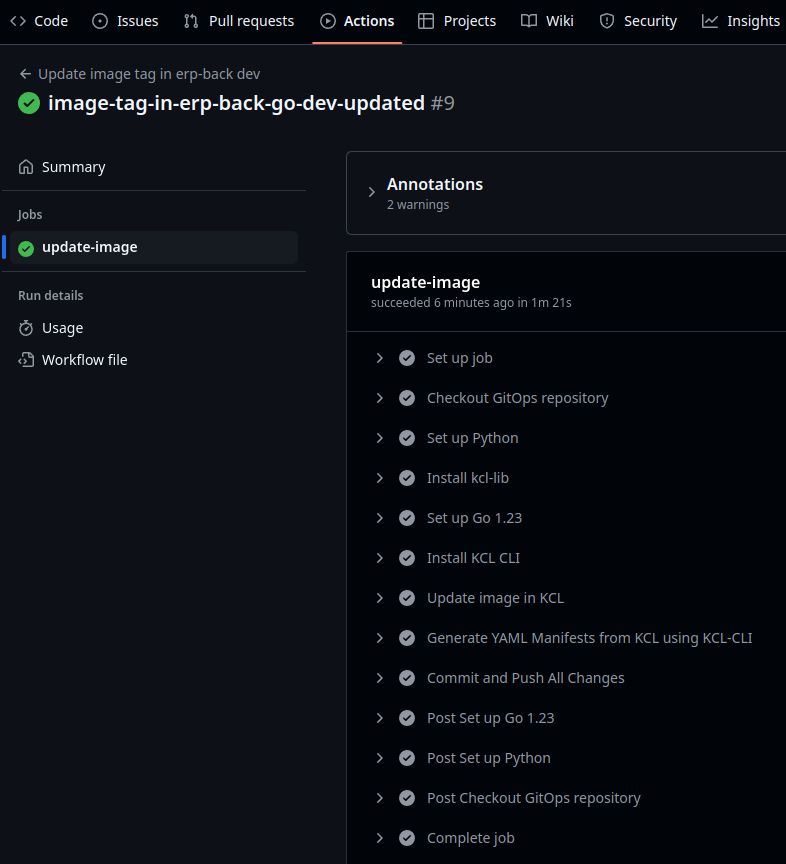 Code Issues Pull requests Actions Projects Wiki Security Insights
Update image tag in erp-back dev
image-tag-in-erp-back-go-dev-updated #9
Summary
Jobs
update-image
Run details
Usage
Workflow file
Annotations
2 warnings
update-image
succeeded 6 minutes ago in 1m 21s
Set up job
Checkout GitOps repository
Set up Python
Install kcl-lib
Set up Go 1.23
Install KCL CLI
Update image in KCL
Generate YAML Manifests from KCL using KCL-CLI
Commit and Push All Changes
Post Set up Go 1.23
Post Set up Python
Post Checkout GitOps repository
Complete job